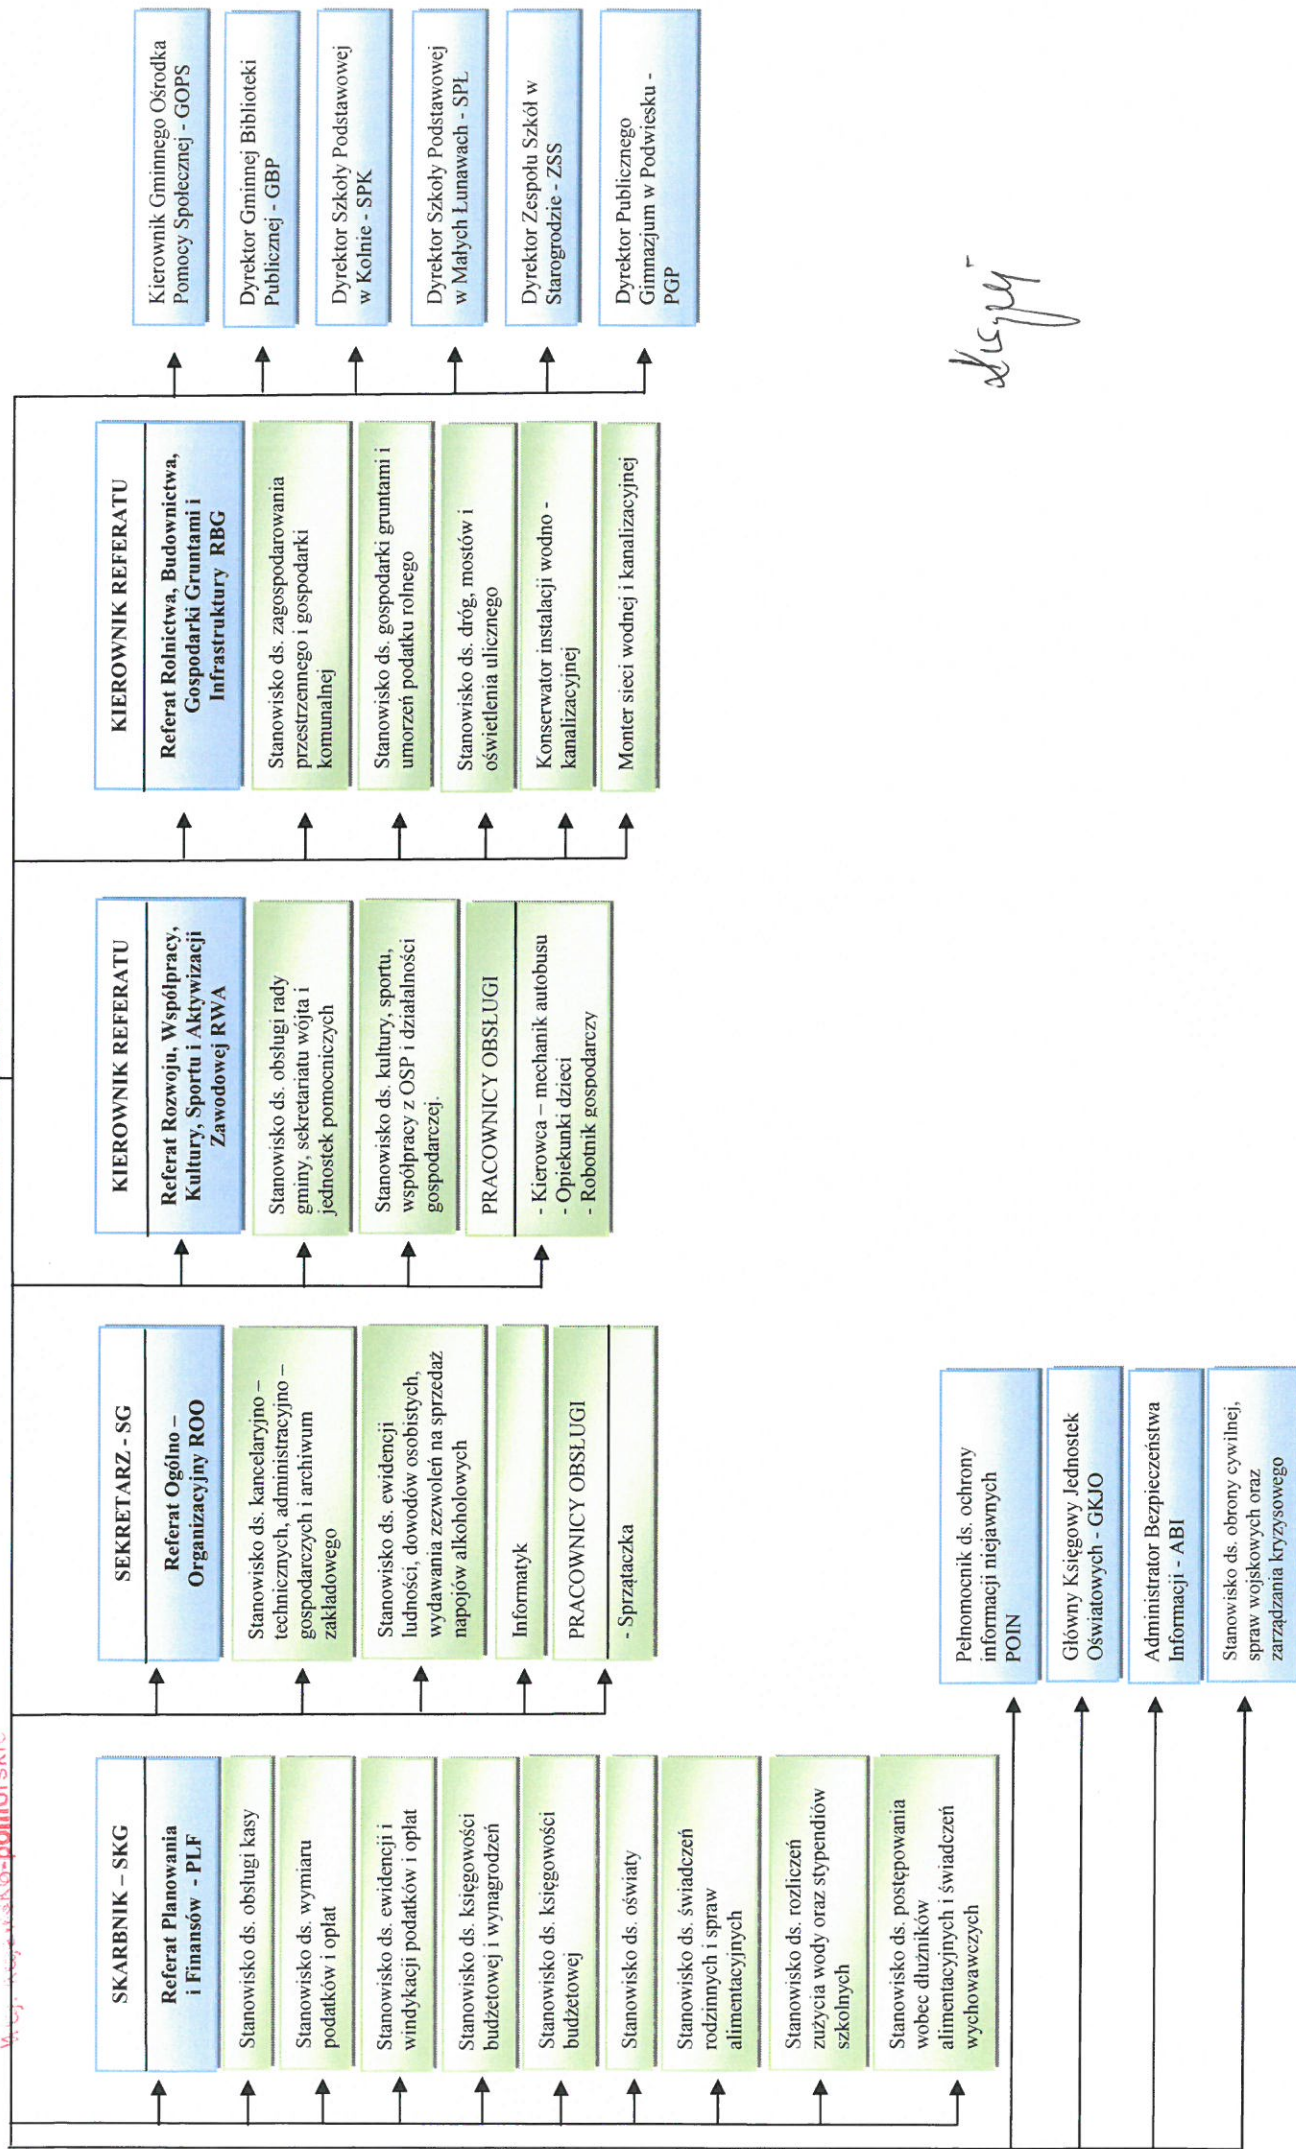 woj. kujawsko-pomorskie
SKARBNIK – SKG
Referat Planowania
i Finansów - PLF
Stanowisko ds. obsługi kasy
Stanowisko ds. wymiaru
podatków i opłat
Stanowisko ds. ewidencji i
windykacji podatków i opłat
Stanowisko ds. księgowości
budżetowej i wynagrodzeń
Stanowisko ds. księgowości
budżetowej
Stanowisko ds. oświaty
Stanowisko ds. świadczeń
rodzinnych i spraw
alimentacyjnych
Stanowisko ds. rozliczeń
zużycia wody oraz stypendiów
szkolnych
Stanowisko ds. postępowania
wobec dłużników
alimentacyjnych i świadczeń
wychowawczych
SEKRETARZ - SG
Referat Ogólno –
Organizacyjny ROO
Stanowisko ds. kancelaryjno –
technicznych, administracyjno –
gospodarczych i archiwum
zakładowego
Stanowisko ds. ewidencji
ludności, dowodów osobistych,
wydawania zezwoleń na sprzedaż
napojów alkoholowych
Informatyk
PRACOWNICY OBSŁUGI
- Sprzątaczka
KIEROWNIK REFERATU
Referat Rozwoju, Współpracy,
Kultury, Sportu i Aktywizacji
Zawodowej RWA
Stanowisko ds. obsługi rady
gminy, sekretariatu wójta i
jednostek pomocniczych
Stanowisko ds. kultury, sportu,
współpracy z OSP i działalności
gospodarczej.
PRACOWNICY OBSŁUGI
- Kierowca – mechanik autobusu
- Opiekunki dzieci
- Robotnik gospodarczy
KIEROWNIK REFERATU
Referat Rolnictwa, Budownictwa,
Gospodarki Gruntami i
Infrastruktury RBG
Stanowisko ds. zagospodarowania
przestrzennego i gospodarki
komunalnej
Stanowisko ds. gospodarki gruntami i
umorzeń podatku rolnego
Stanowisko ds. dróg, mostów i
oświetlenia ulicznego
Konserwator instalacji wodno -
kanalizacyjnej
Monter sieci wodnej i kanalizacyjnej
Kierownik Gminnego Ośrodka
Pomocy Społecznej - GOPS
Dyrektor Gminnej Biblioteki
Publicznej - GBP
Dyrektor Szkoły Podstawowej
w Kolnie - SPK
Dyrektor Szkoły Podstawowej
w Małych Łunawach - SPŁ
Dyrektor Zespołu Szkół w
Starogrodzie - ZSS
Dyrektor Publicznego
Gimnazjum w Podwiesku -
PGP
Pełnomocnik ds. ochrony
informacji niejawnych
POIN
Główny Księgowy Jednostek
Oświatowych - GKJO
Administrator Bezpieczeństwa
Informacji - ABI
Stanowisko ds. obrony cywilnej,
spraw wojskowych oraz
zarządzania kryzysowego